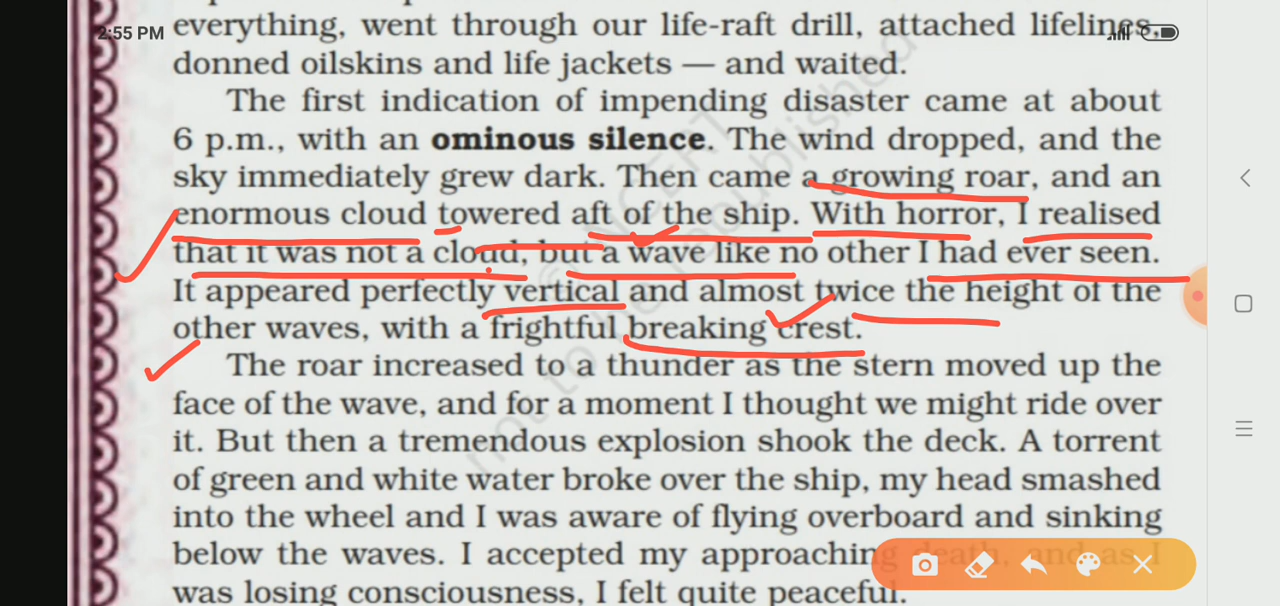 everything, went through our life-raft drill, attached lifelines,
2:55 PM
donned oilskins and life jackets — and waited.
The first indication of impending disaster came at about
6 p.m., with an ominous silence. The wind dropped, and the
sky immediately grew dark. Then came a growing roar, and an
enormous cloud towered aft of the ship. With horror, I realised
that it was not a cloud, but a wave like no other I had ever seen.
It appeared perfectly vertical and almost twice the height of the
other waves, with a frightful breaking crest.
The roar increased to a thunder as the stern moved up the
face of the wave, and for a moment I thought we might ride over
it. But then a tremendous explosion shook the deck. A torrent
of green and white water broke over the ship, my head smashed
into the wheel and I was aware of flying overboard and sinking
below the waves. I accepted my approaching death, and as I
was losing consciousness, I felt quite peaceful.